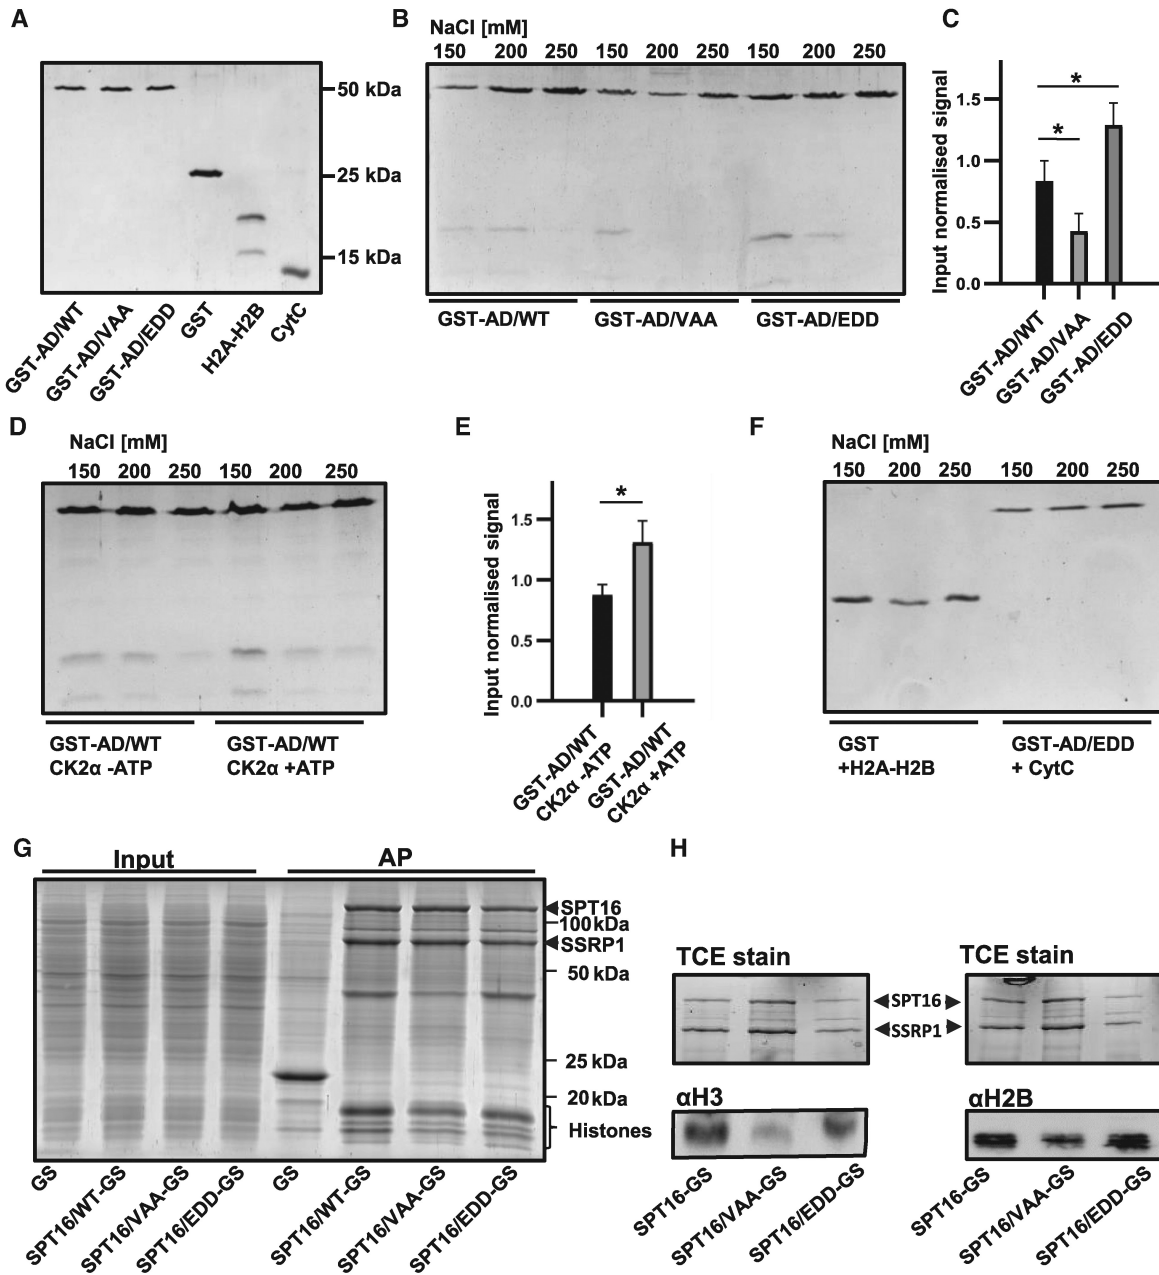 A
50 kDa
25 kDa
15 kDa
GST-AD/WT
GST-AD/VAA
GST-AD/EDD
GST
H2A-H2B
CytC
B
NaCl [mM]
150 200 250 150 200 250 150 200 250
GST-AD/WT
GST-AD/VAA
GST-AD/EDD
C
Input normalised signal
1.5
1.0
0.5
0.0
*
*
GST-AD/WT
GST-AD/VAA
GST-AD/EDD
D
NaCl [mM]
150 200 250 150 200 250
GST-AD/WT
CK2α -ATP
GST-AD/WT
CK2α +ATP
E
Input normalised signal
1.5
1.0
0.5
0.0
*
GST-AD/WT
CK2α -ATP
GST-AD/WT
CK2α +ATP
F
NaCl [mM]
150 200 250 150 200 250
GST
+H2A-H2B
GST-AD/EDD
+ CytC
G
Input
AP
SPT16
100 kDa
SSRP1
50 kDa
25 kDa
20 kDa
Histones
GS
SPT16/WT-GS
SPT16/VAA-GS
SPT16/EDD-GS
GS
SPT16/WT-GS
SPT16/VAA-GS
SPT16/EDD-GS
H
TCE stain
TCE stain
SPT16
SSRP1
αH3
αH2B
SPT16-GS
SPT16/VAA-GS
SPT16/EDD-GS
SPT16-GS
SPT16/VAA-GS
SPT16/EDD-GS